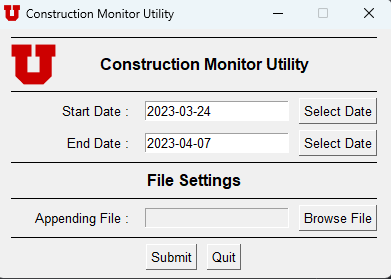 Construction Monitor Utility
Construction Monitor Utility
Start Date : 2023-03-24 Select Date
End Date : 2023-04-07 Select Date
File Settings
Appending File : Browse File
Submit Quit